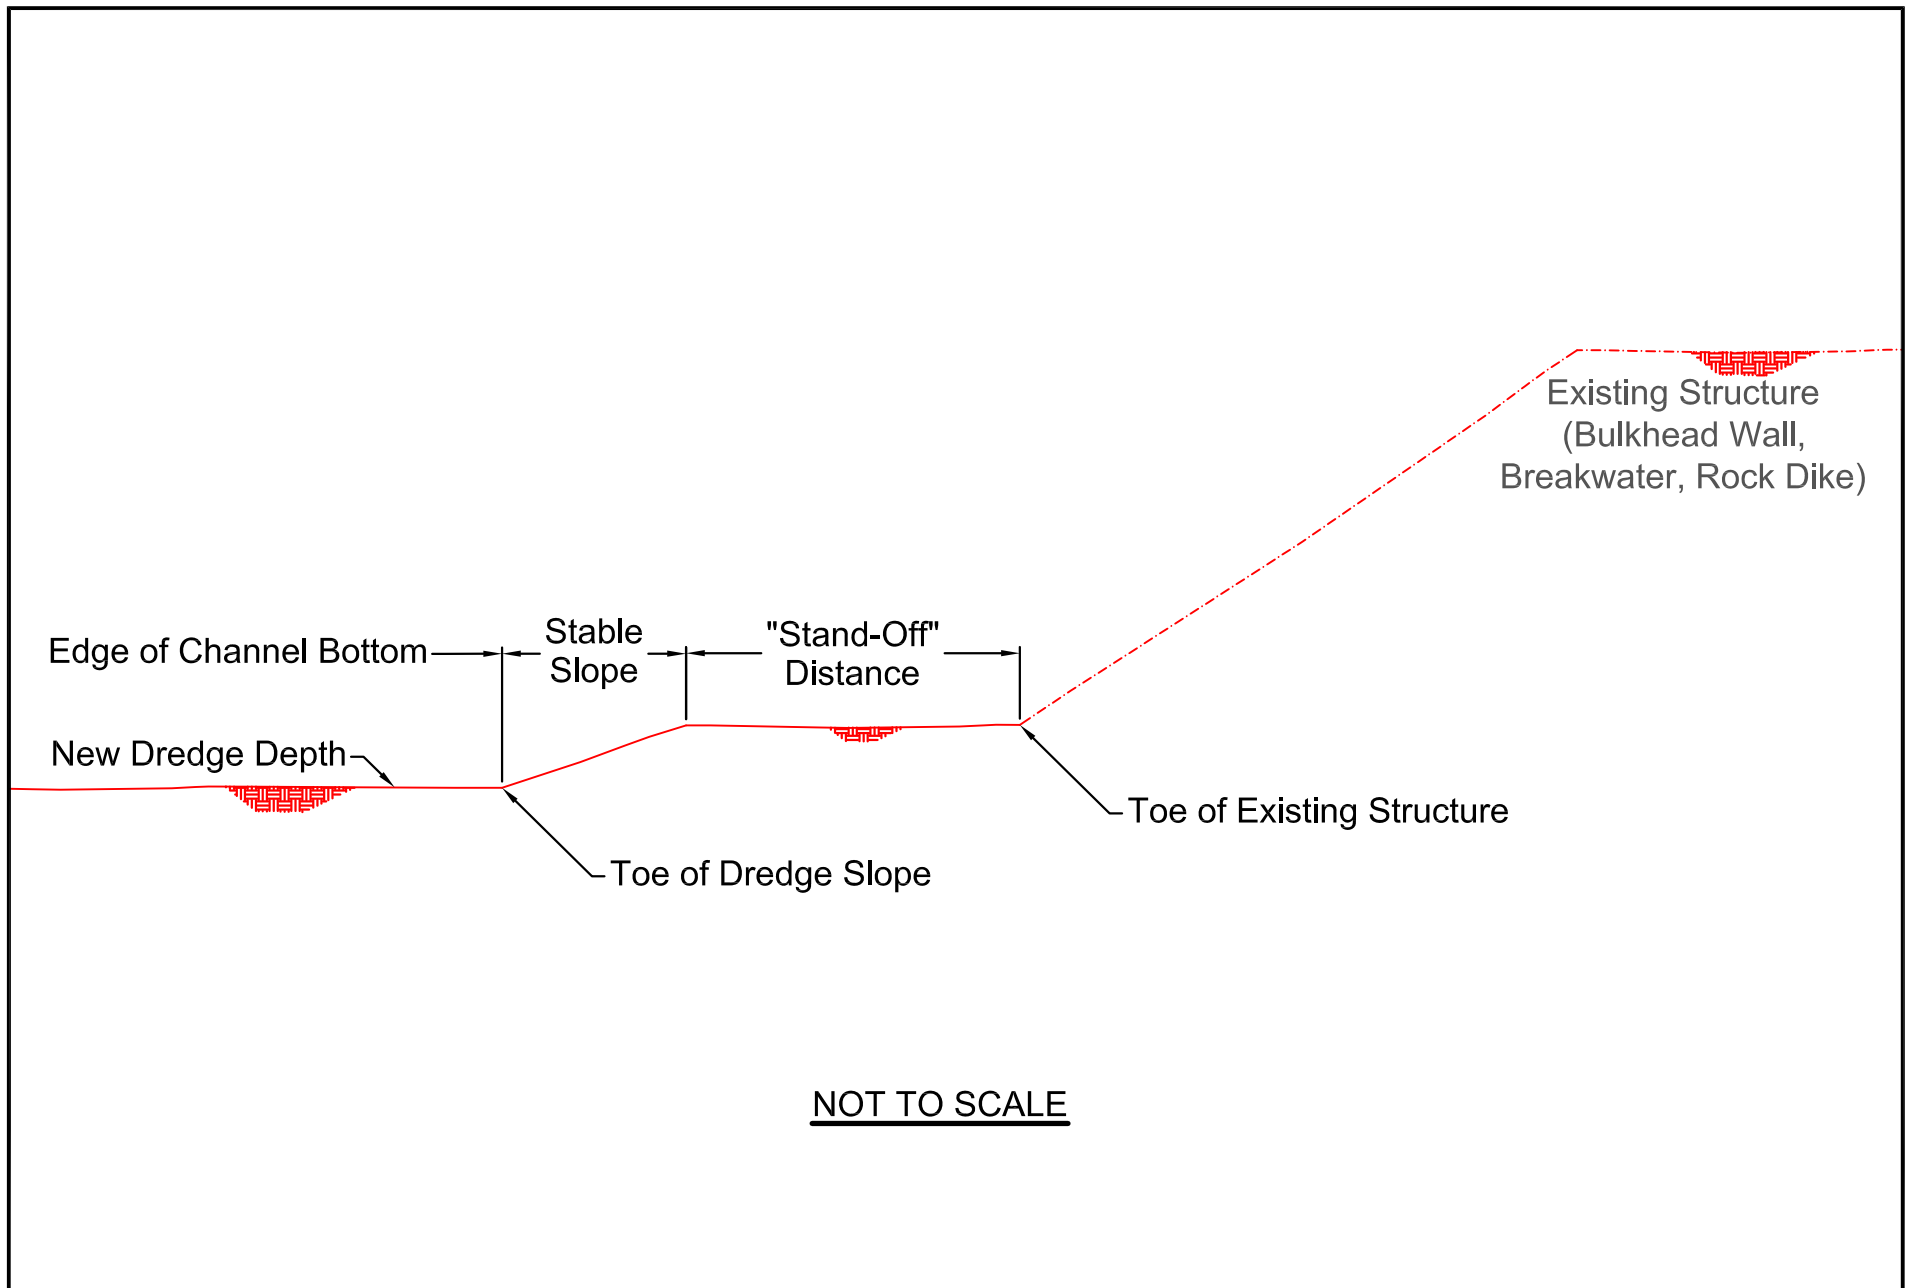 Existing Structure
(Bulkhead Wall,
Breakwater, Rock Dike)
Edge of Channel Bottom
Stable
Slope
"Stand-Off"
Distance
New Dredge Depth
Toe of Existing Structure
Toe of Dredge Slope
NOT TO SCALE